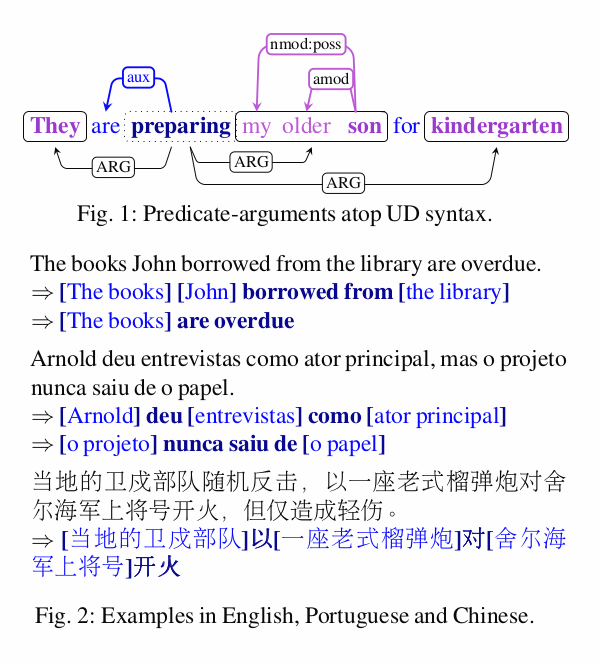 nmod:poss
aux
amod
They are preparing my older son for kindergarten
ARG
ARG
ARG
Fig. 1: Predicate-arguments atop UD syntax.
The books John borrowed from the library are overdue.
⇒ [The books] [John] borrowed from [the library]
⇒ [The books] are overdue
Arnold deu entrevistas como ator principal, mas o projeto
nunca saiu de o papel.
⇒ [Arnold] deu [entrevistas] como [ator principal]
⇒ [o projeto] nunca saiu de [o papel]
当地的卫戍部队随机反击，以一座老式榴弹炮对舍
尔海军上将号开火，但仅造成轻伤。
⇒ [当地的卫戍部队]以[一座老式榴弹炮]对[舍尔海
军上将号]开火
Fig. 2: Examples in English, Portuguese and Chinese.